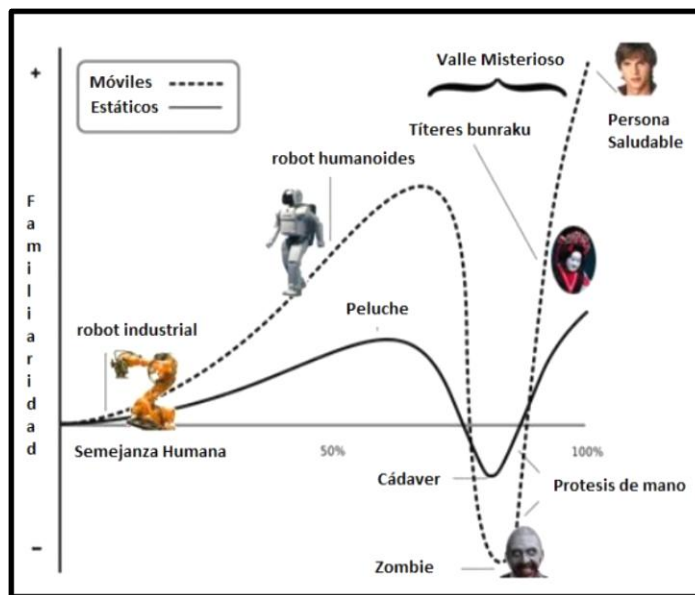 +
Móviles
Estáticos
Valle Misterioso
Persona
Saludable
Títeres bunraku
robot humanoides
Familiaridad
Peluche
robot industrial
Semejanza Humana
50%
100%
Cádaver
Protesis de mano
Zombie
–